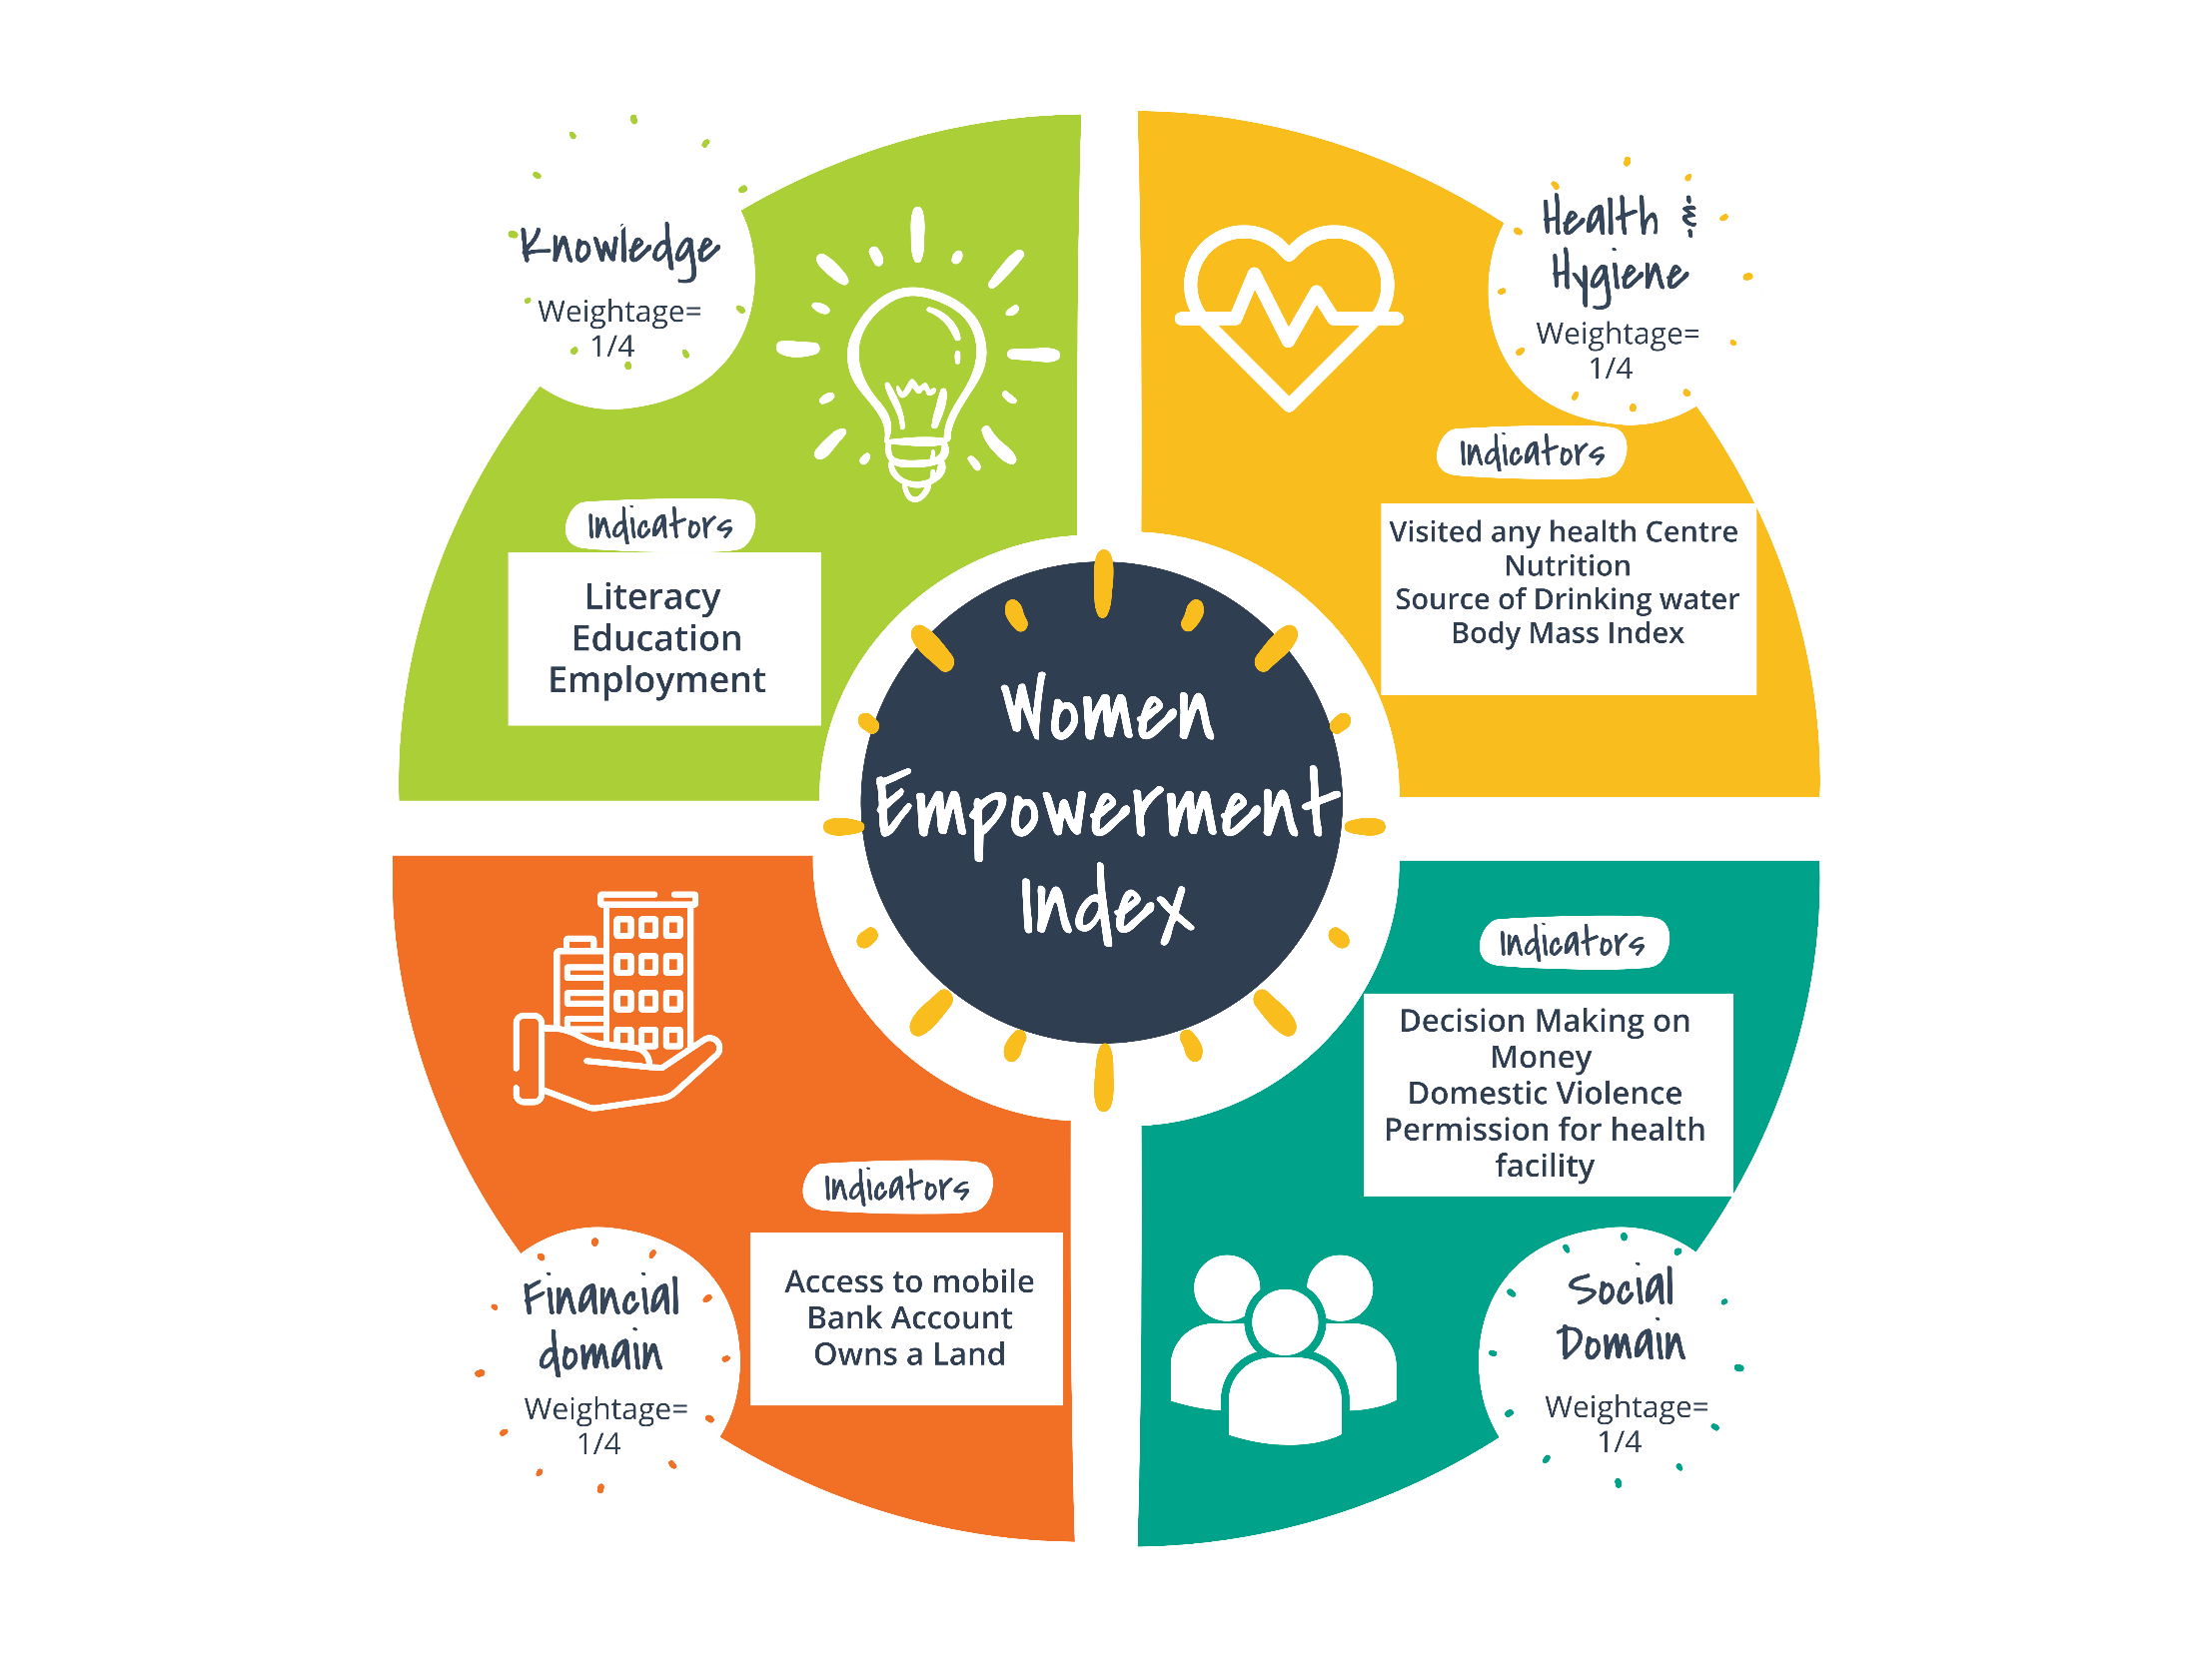 Knowledge
Weightage=
1/4
Indicators
Literacy
Education
Employment
Health &
Hygiene
Weightage=
1/4
Indicators
Visited any health Centre
Nutrition
Source of Drinking water
Body Mass Index
Women
Empowerment
Index
Financial
domain
Weightage=
1/4
Indicators
Access to mobile
Bank Account
Owns a Land
Indicators
Decision Making on
Money
Domestic Violence
Permission for health
facility
Social
Domain
Weightage=
1/4